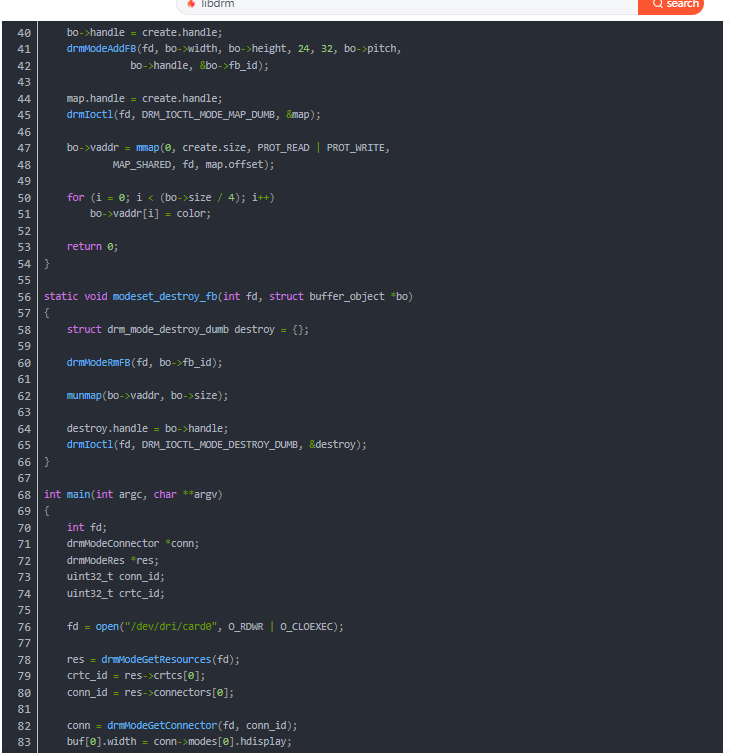 libdrm
search
40 bo->handle = create.handle;
41 drmModeAddFB(fd, bo->width, bo->height, 24, 32, bo->pitch,
42 bo->handle, &bo->fb_id);
43
44 map.handle = create.handle;
45 drmIoctl(fd, DRM_IOCTL_MODE_MAP_DUMB, &map);
46
47 bo->vaddr = mmap(0, create.size, PROT_READ | PROT_WRITE,
48 MAP_SHARED, fd, map.offset);
49
50 for (i = 0; i < (bo->size / 4); i++)
51 bo->vaddr[i] = color;
52
53 return 0;
54 }
55
56 static void modeset_destroy_fb(int fd, struct buffer_object *bo)
57 {
58 struct drm_mode_destroy_dumb destroy = {};
59
60 drmModeRmFB(fd, bo->fb_id);
61
62 munmap(bo->vaddr, bo->size);
63
64 destroy.handle = bo->handle;
65 drmIoctl(fd, DRM_IOCTL_MODE_DESTROY_DUMB, &destroy);
66 }
67
68 int main(int argc, char **argv)
69 {
70 int fd;
71 drmModeConnector *conn;
72 drmModeRes *res;
73 uint32_t conn_id;
74 uint32_t crtc_id;
75
76 fd = open("/dev/dri/card0", O_RDWR | O_CLOEXEC);
77
78 res = drmModeGetResources(fd);
79 crtc_id = res->crtcs[0];
80 conn_id = res->connectors[0];
81
82 conn = drmModeGetConnector(fd, conn_id);
83 buf[0].width = conn->modes[0].hdisplay;